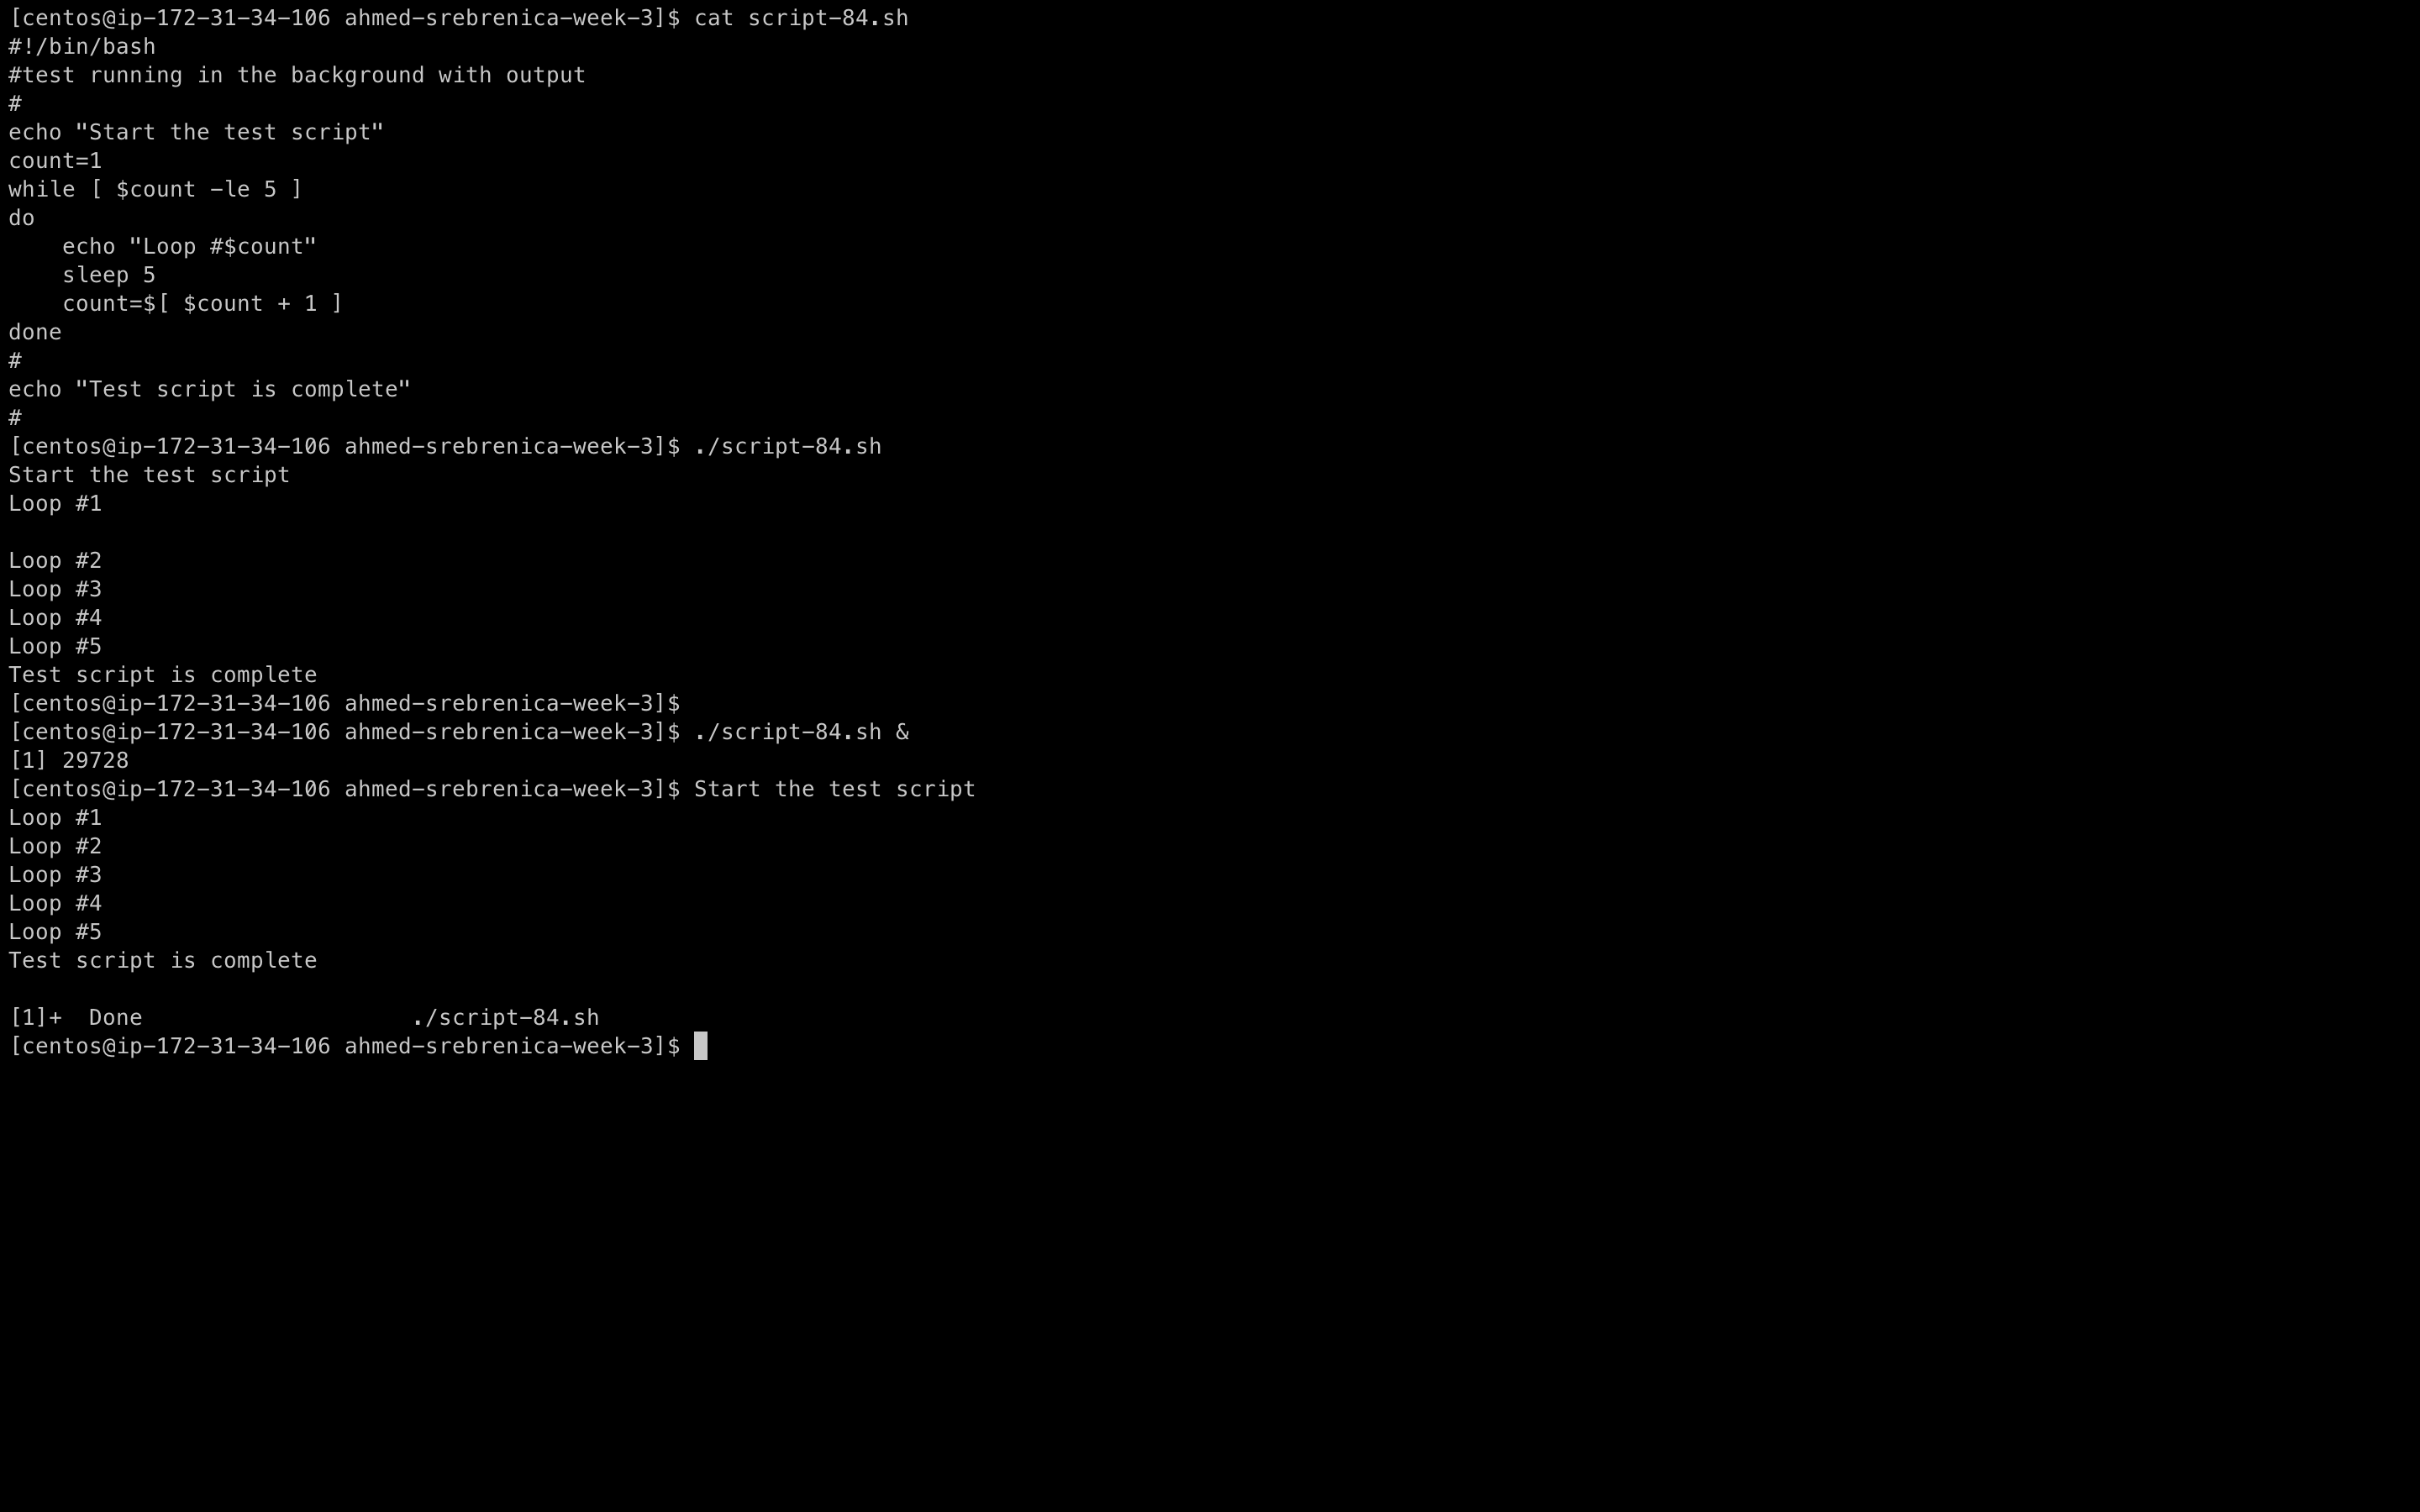 [centos@ip-172-31-34-106 ahmed-srebrenica-week-3]$ cat script-84.sh
#!/bin/bash
#test running in the background with output
#
echo "Start the test script"
count=1
while [ $count -le 5 ]
do
    echo "Loop #$count"
    sleep 5
    count=$[ $count + 1 ]
done
#
echo "Test script is complete"
#
[centos@ip-172-31-34-106 ahmed-srebrenica-week-3]$ ./script-84.sh
Start the test script
Loop #1

Loop #2
Loop #3
Loop #4
Loop #5
Test script is complete
[centos@ip-172-31-34-106 ahmed-srebrenica-week-3]$
[centos@ip-172-31-34-106 ahmed-srebrenica-week-3]$ ./script-84.sh &
[1] 29728
[centos@ip-172-31-34-106 ahmed-srebrenica-week-3]$ Start the test script
Loop #1
Loop #2
Loop #3
Loop #4
Loop #5
Test script is complete

[1]+  Done                    ./script-84.sh
[centos@ip-172-31-34-106 ahmed-srebrenica-week-3]$